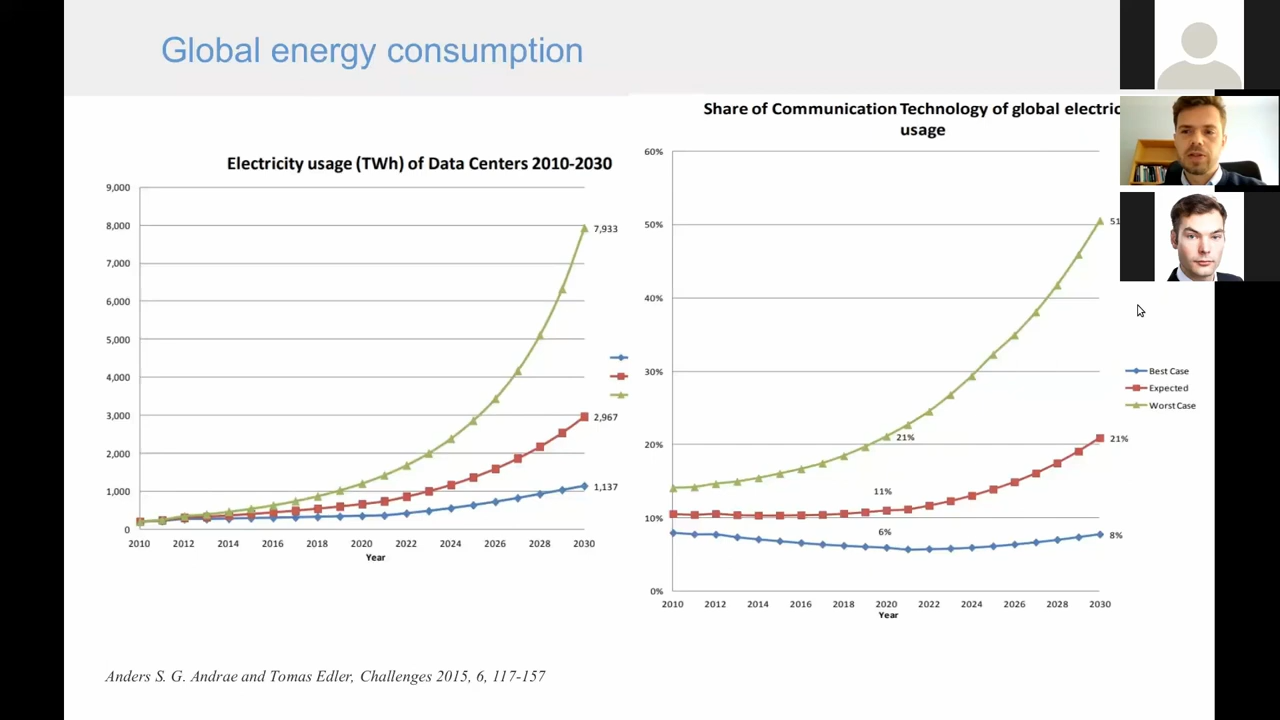 Global energy consumption
Electricity usage (TWh) of Data Centers 2010-2030
9,000
8,000
7,000
6,000
5,000
4,000
3,000
2,000
1,000
0
7,933
2,967
1,137
2010 2012 2014 2016 2018 2020 2022 2024 2026 2028 2030
Year
Share of Communication Technology of global electric
usage
60%
50%
40%
30%
20%
10%
0%
51
21%
11%
6%
21%
8%
2010 2012 2014 2016 2018 2020 2022 2024 2026 2028 2030
Year
Best Case
Expected
Worst Case
Anders S. G. Andrae and Tomas Edler, Challenges 2015, 6, 117-157